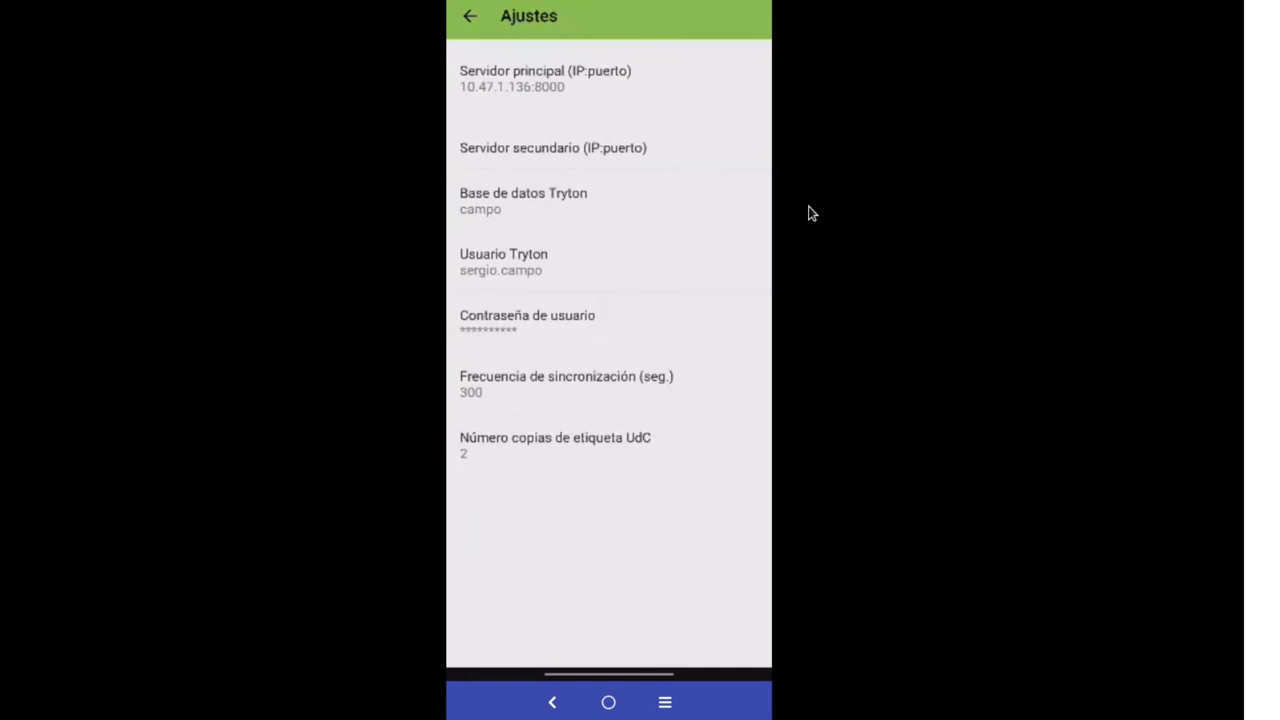 Ajustes
Servidor principal (IP:puerto)
10.47.1.136:8000
Servidor secundario (IP:puerto)
Base de datos Tryton
campo
Usuario Tryton
sergio.campo
Contraseña de usuario
**********
Frecuencia de sincronización (seg.)
300
Número copias de etiqueta UdC
2